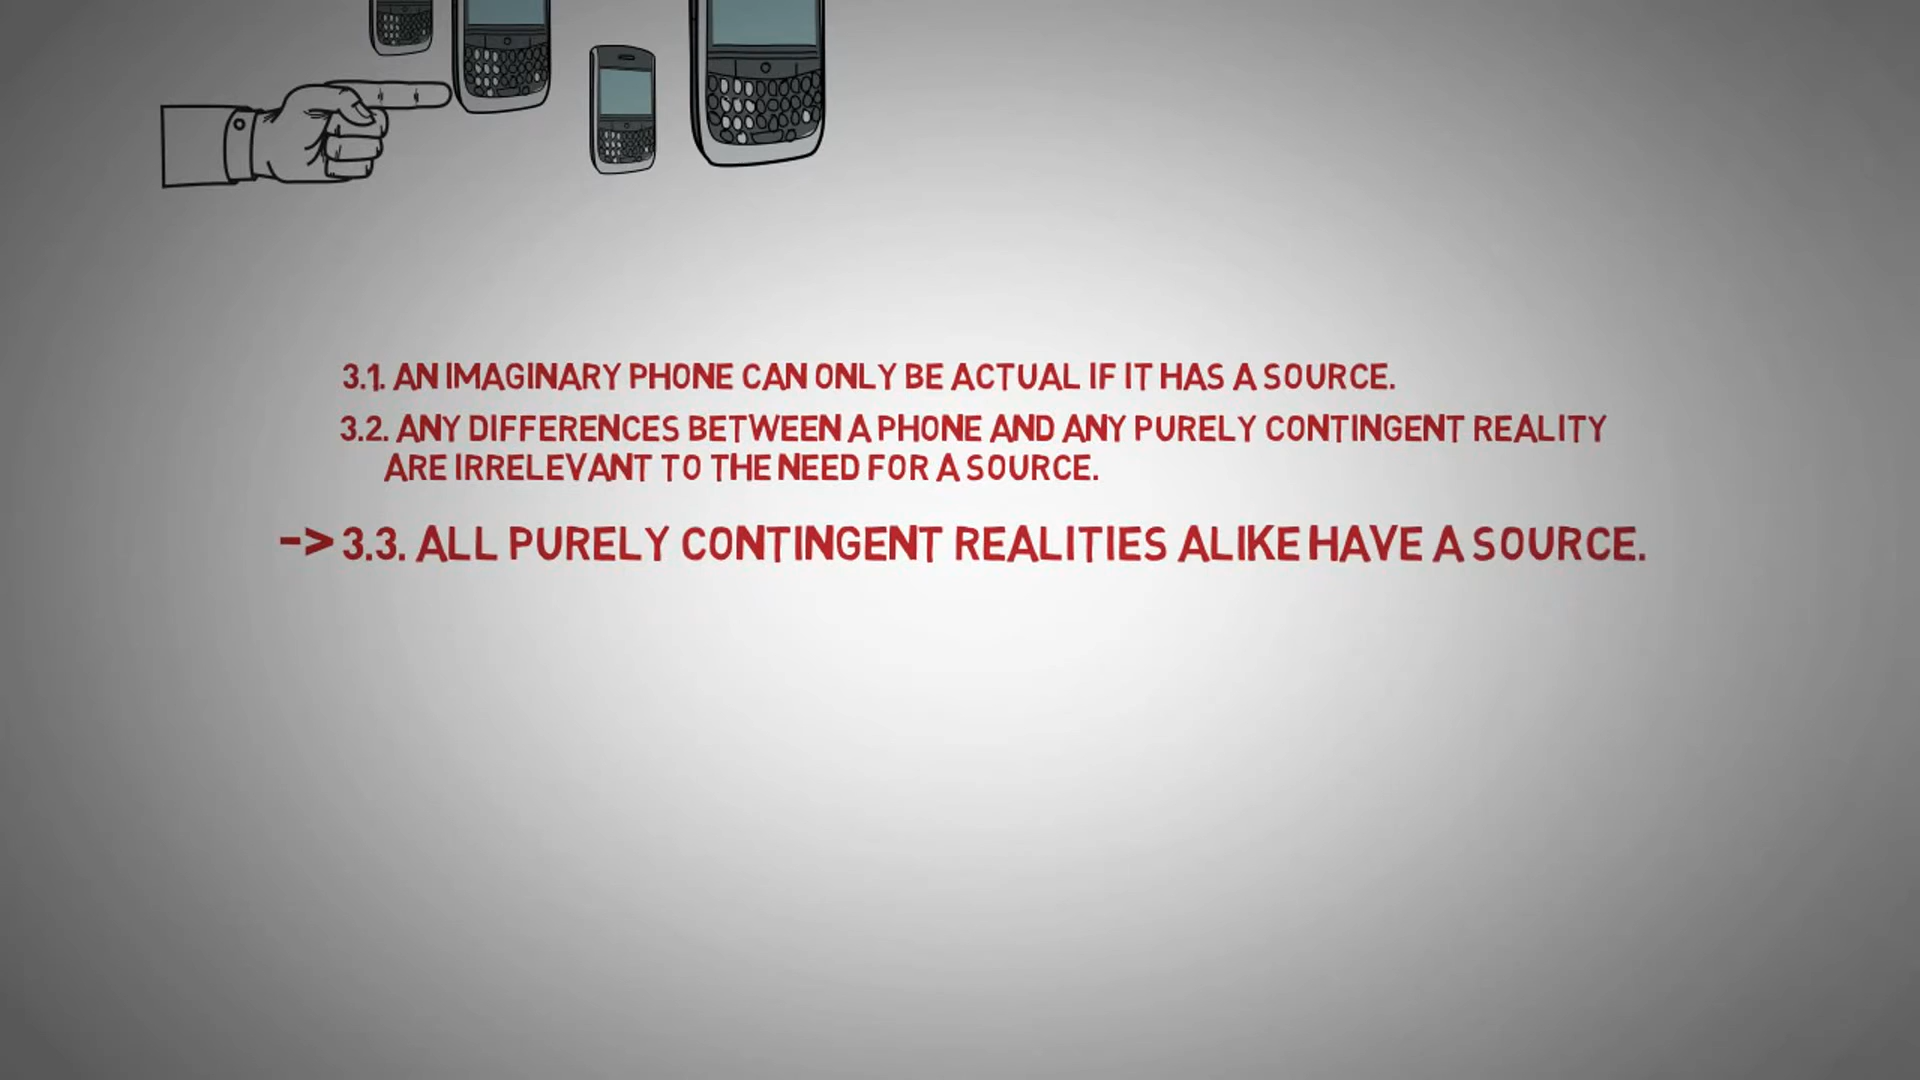 3.1. AN IMAGINARY PHONE CAN ONLY BE ACTUAL IF IT HAS A SOURCE.
3.2. ANY DIFFERENCES BETWEEN A PHONE AND ANY PURELY CONTINGENT REALITY
ARE IRRELEVANT TO THE NEED FOR A SOURCE.
-> 3.3. ALL PURELY CONTINGENT REALITIES ALIKE HAVE A SOURCE.